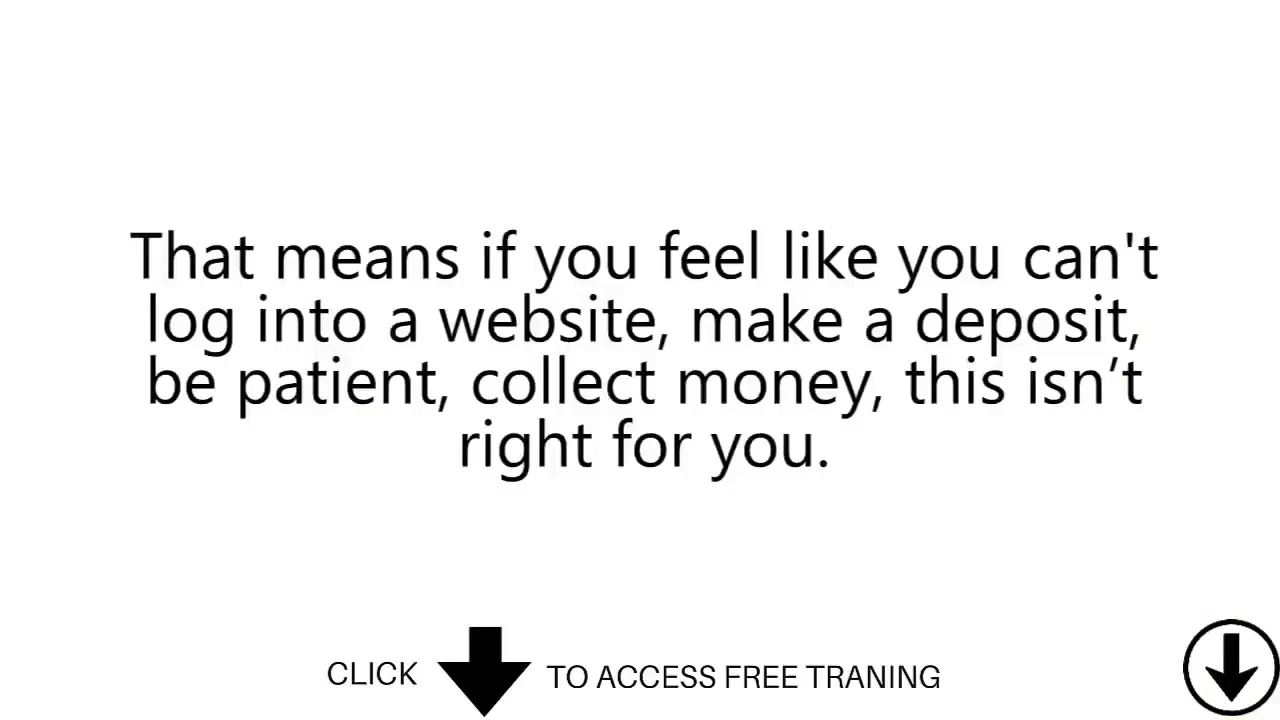 That means if you feel like you can't
log into a website, make a deposit,
be patient, collect money, this isn’t
right for you.
CLICK TO ACCESS FREE TRANING